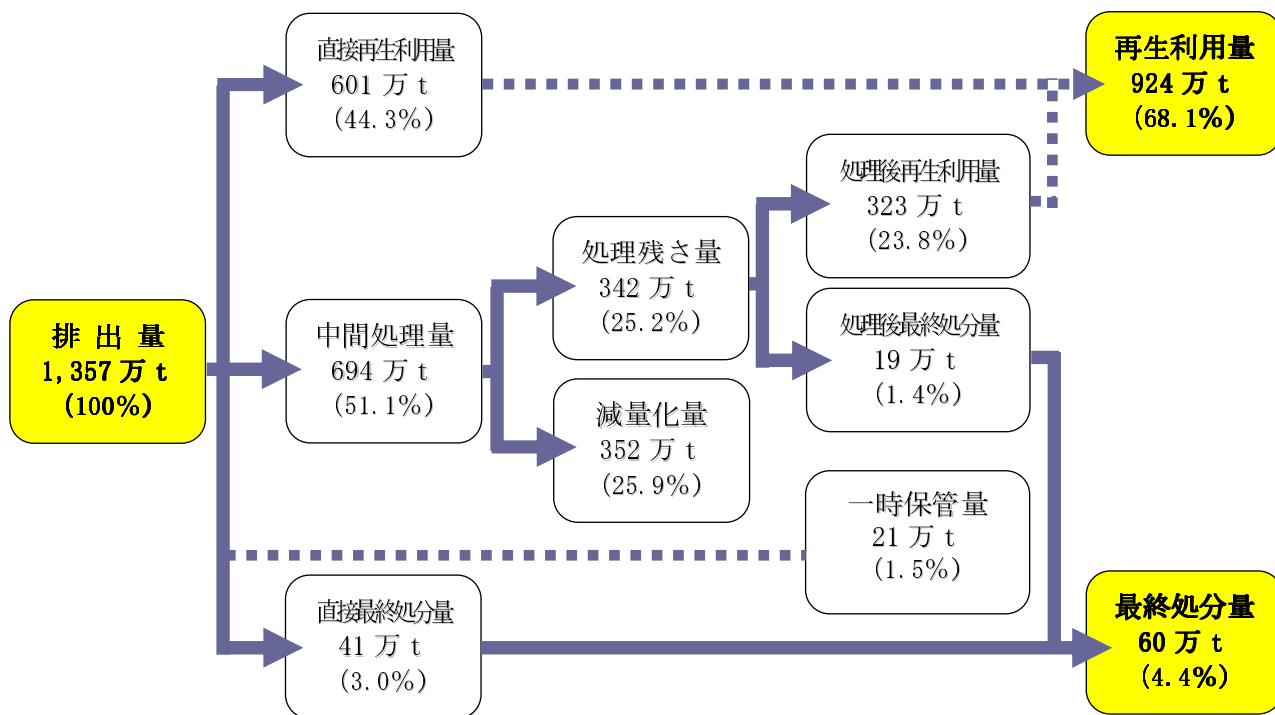 直接再生利用量
601 万 t
(44.3%)
再生利用量
924 万 t
(68.1%)
処理後再生利用量
323 万 t
(23.8%)
処理残さ量
342 万 t
(25.2%)
処理後最終処分量
19 万 t
(1.4%)
排 出 量
1,357 万 t
(100%)
中間処理量
694 万 t
(51.1%)
減量化量
352 万 t
(25.9%)
一時保管量
21 万 t
(1.5%)
直接最終処分量
41 万 t
(3.0%)
最終処分量
60 万 t
(4.4%)